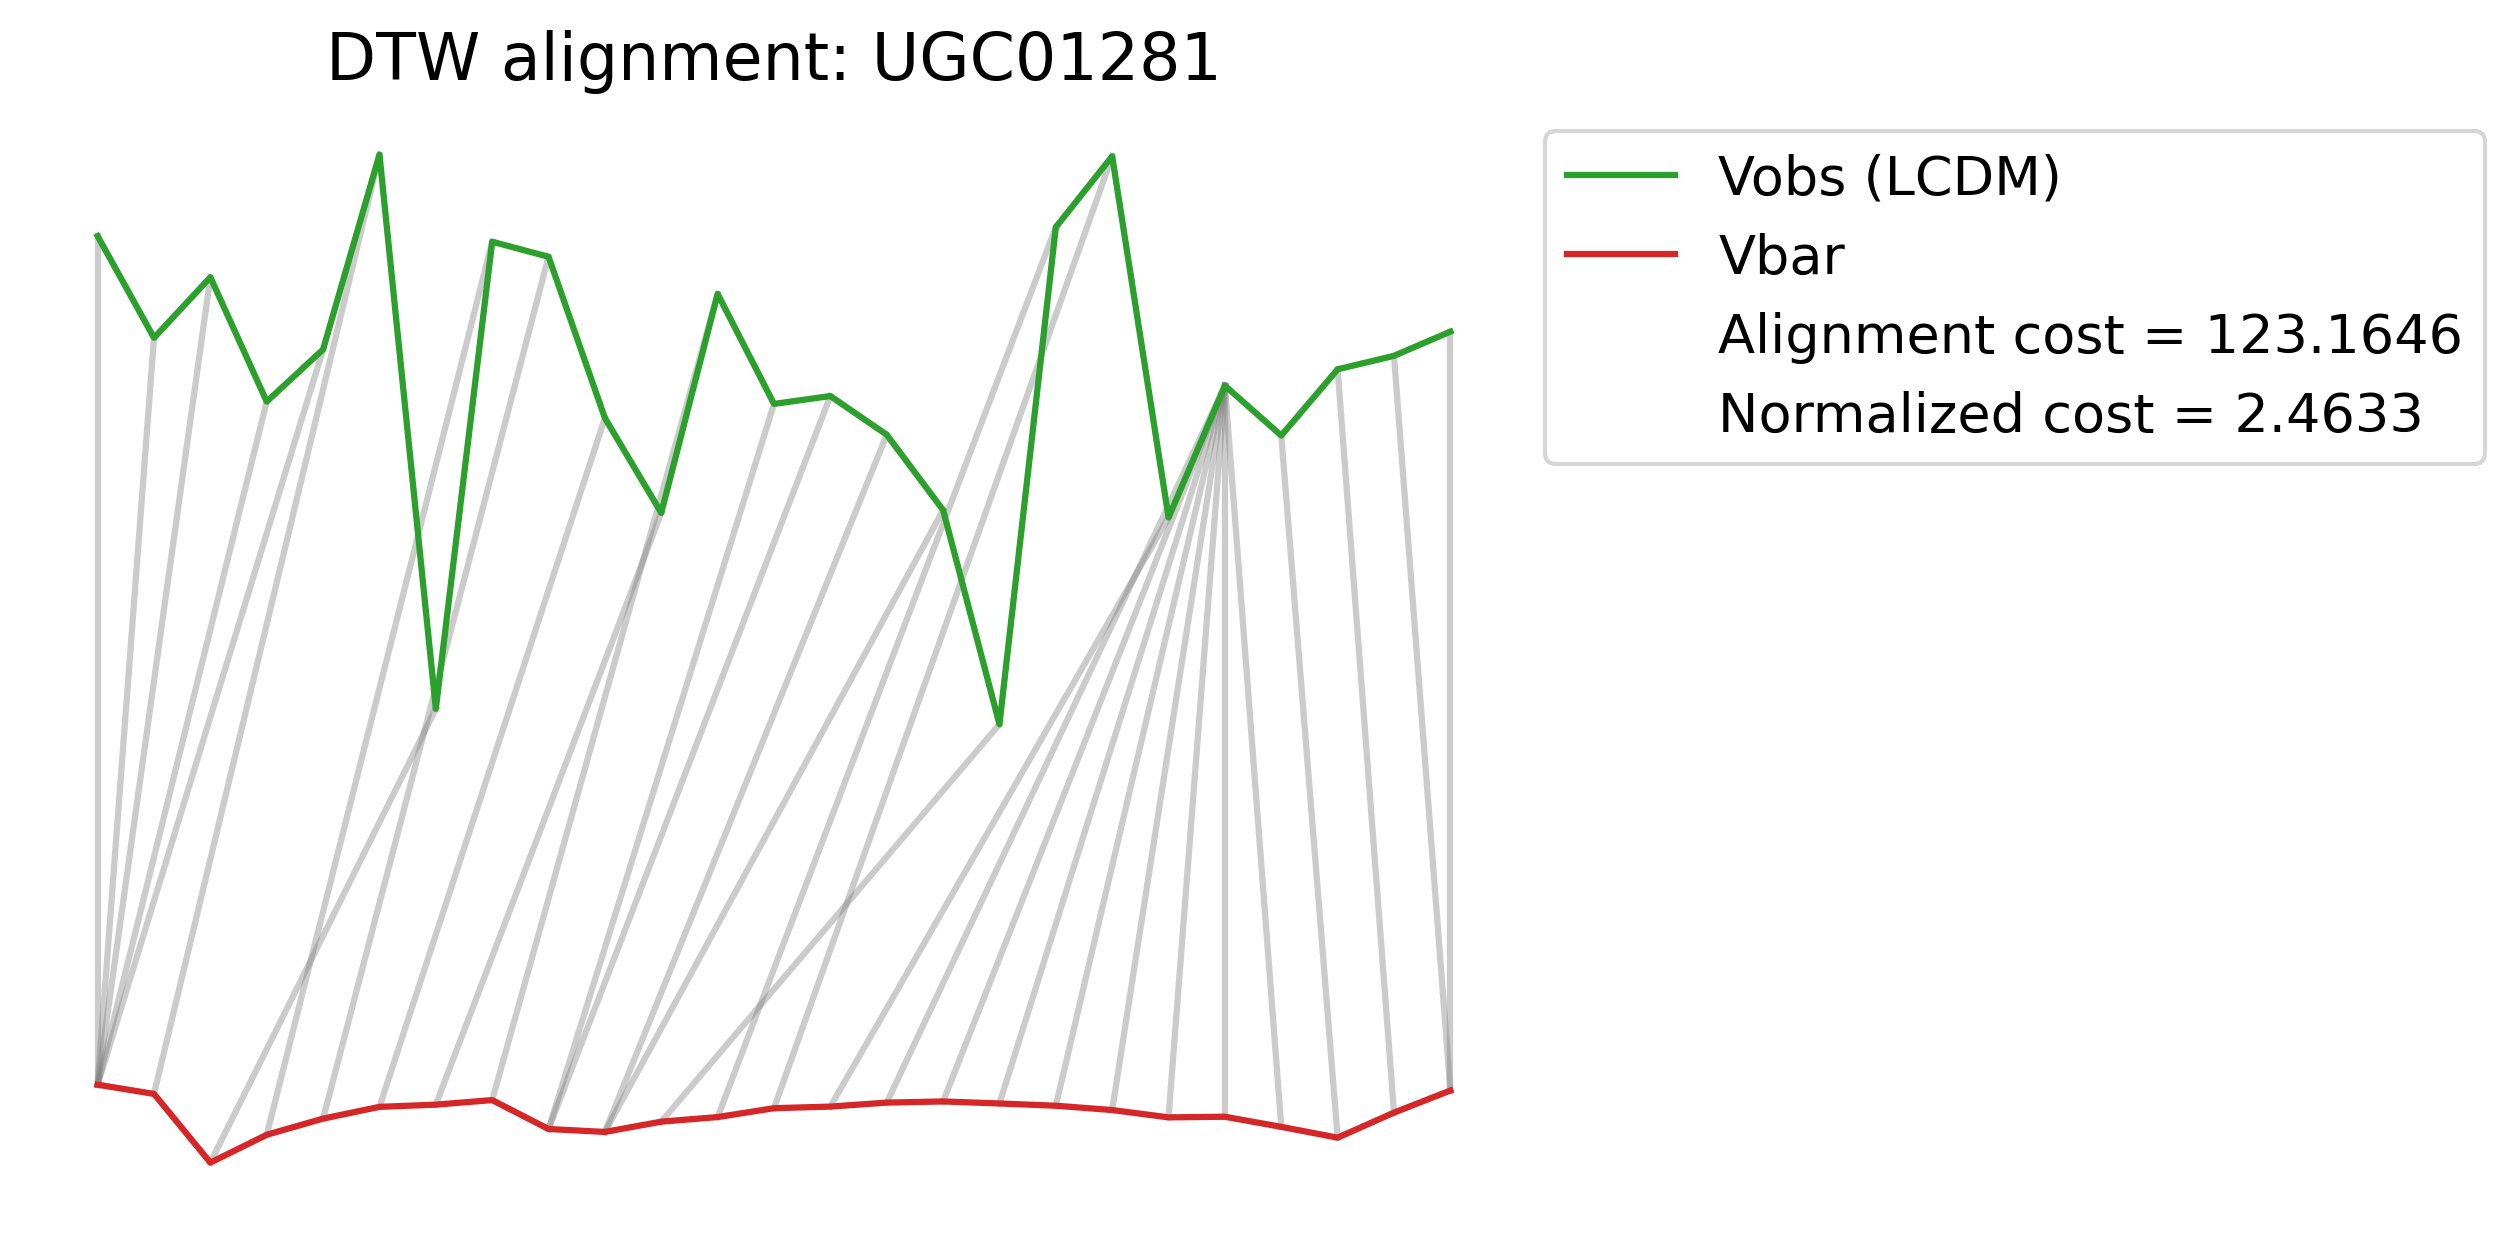 DTW alignment: UGC01281
Vobs (LCDM)
Vbar
Alignment cost = 123.1646
Normalized cost = 2.4633